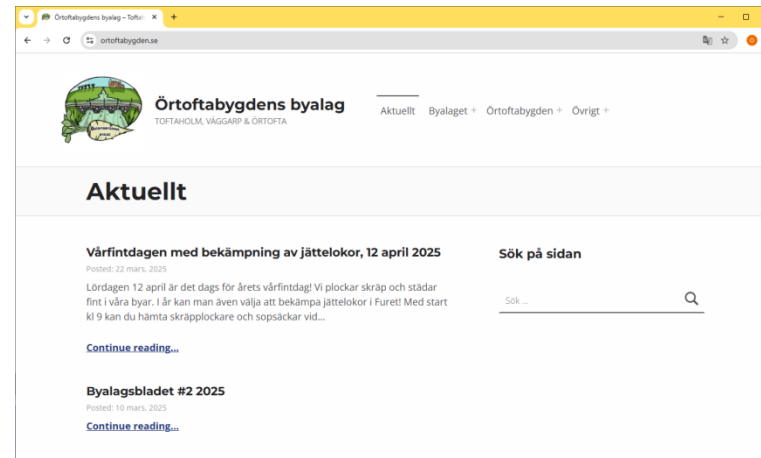 Örtoftabygdens byalag – Toftah
ortoftabygden.se
Örtoftabygdens byalag
TOFTAHOLM, VÄGGARP & ÖRTOFTA
Aktuellt Byalaget + Örtoftabygden + Övrigt +
Aktuellt
Vårfintdagen med bekämpning av jättelokor, 12 april 2025
Posted: 22 mars, 2025
Lördagen 12 april är det dags för årets vårfintdag! Vi plockar skräp och städar
fint i våra byar. I år kan man även välja att bekämpa jättelokor i Furet! Med start
kl 9 kan du hämta skräpplockare och sopsäckar vid…
Continue reading…
Byalagsbladet #2 2025
Posted: 10 mars, 2025
Continue reading…
Sök på sidan
Sök …